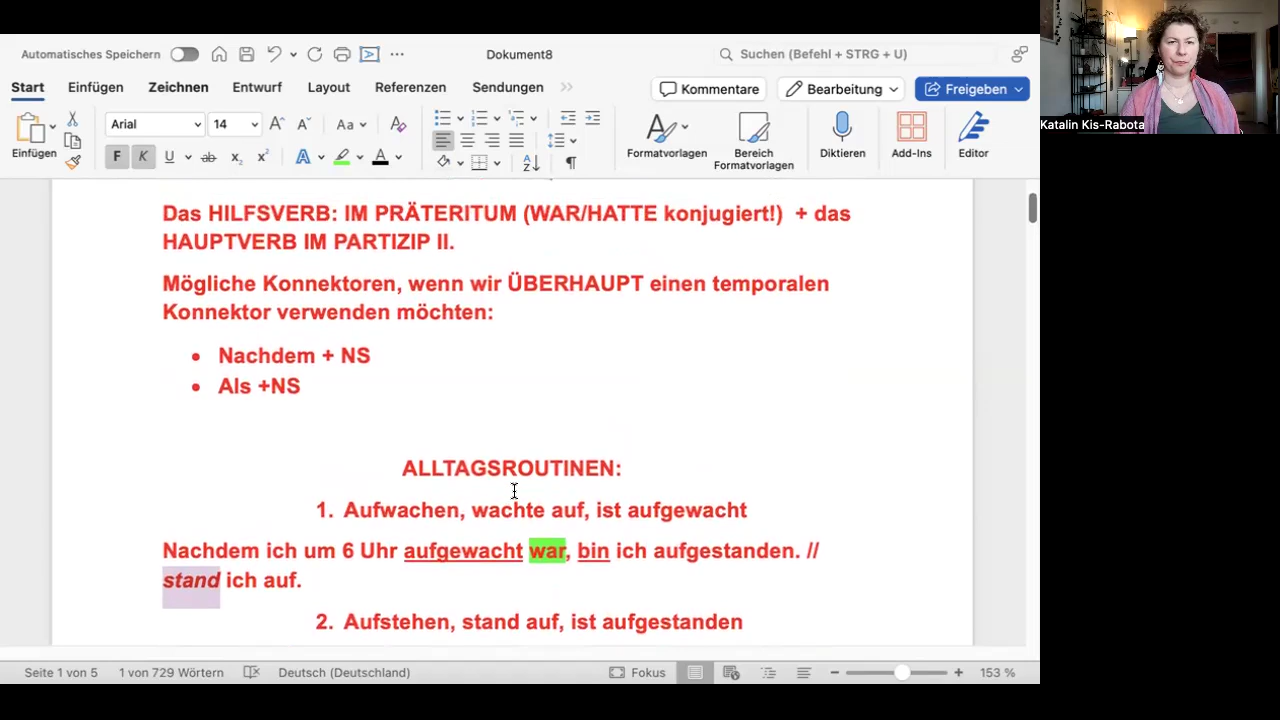 Automatisches Speichern
Dokument8
Suchen (Befehl + STRG + U)
Start Einfügen Zeichnen Entwurf Layout Referenzen Sendungen
Kommentare Bearbeitung Freigeben
Katalin Kis-Rabota
Einfügen
Arial 14
F K U ab x₂ x²
Formatvorlagen
Bereich Formatvorlagen
Diktieren
Add-Ins
Editor
Das HILFSVERB: IM PRÄTERITUM (WAR/HATTE konjugiert!) + das
HAUPTVERB IM PARTIZIP II.
Mögliche Konnektoren, wenn wir ÜBERHAUPT einen temporalen
Konnektor verwenden möchten:
• Nachdem + NS
• Als +NS
ALLTAGSROUTINEN:
1. Aufwachen, wachte auf, ist aufgewacht
Nachdem ich um 6 Uhr aufgewacht war, bin ich aufgestanden. //
stand ich auf.
2. Aufstehen, stand auf, ist aufgestanden
Seite 1 von 5 1 von 729 Wörtern Deutsch (Deutschland) Fokus 153 %